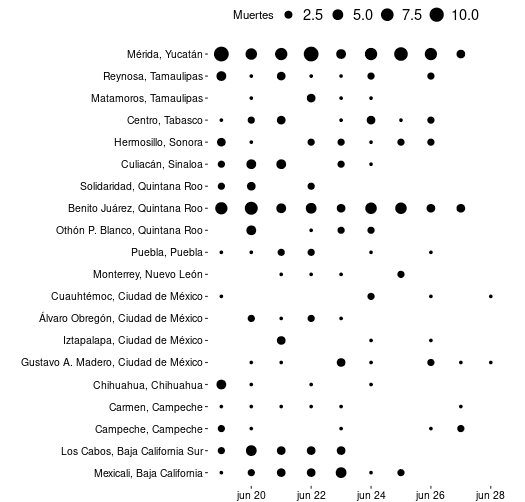 Muertes 2.5 5.0 7.5 10.0
Mérida, Yucatán
Reynosa, Tamaulipas
Matamoros, Tamaulipas
Centro, Tabasco
Hermosillo, Sonora
Culiacán, Sinaloa
Solidaridad, Quintana Roo
Benito Juárez, Quintana Roo
Othón P. Blanco, Quintana Roo
Puebla, Puebla
Monterrey, Nuevo León
Cuauhtémoc, Ciudad de México
Álvaro Obregón, Ciudad de México
Iztapalapa, Ciudad de México
Gustavo A. Madero, Ciudad de México
Chihuahua, Chihuahua
Carmen, Campeche
Campeche, Campeche
Los Cabos, Baja California Sur
Mexicali, Baja California
jun 20 jun 22 jun 24 jun 26 jun 28